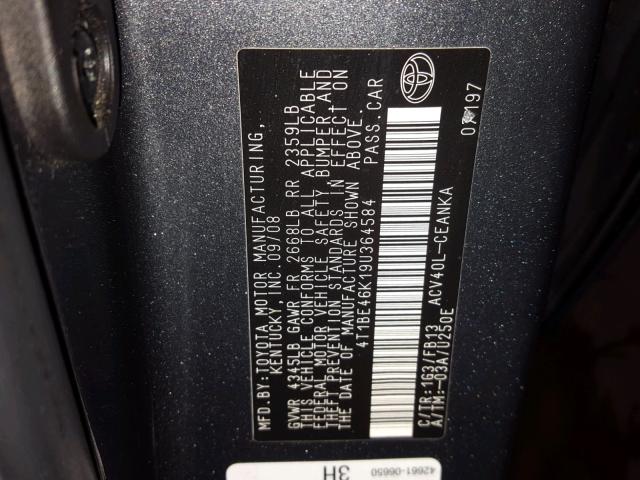 MFD.BY:TOYOTA MOTOR MANUFACTURING,
KENTUCKY, INC. 09/08
GVWR 4345LB GAWR FR 2668LB RR 2359LB
THIS VEHICLE CONFORMS TO ALL APPLICABLE
FEDERAL MOTOR VEHICLE SAFETY, BUMPER,AND
THEFT PREVENTION STANDARDS IN EFFECT ON
THE DATE OF MANUFACTURE SHOWN ABOVE.
4T1BE46K19U364584 PASS.CAR
C/TR:1G3/FB13 ACV40L-CEANKA
A/TM:-03A/U250E
42661-06650
3H